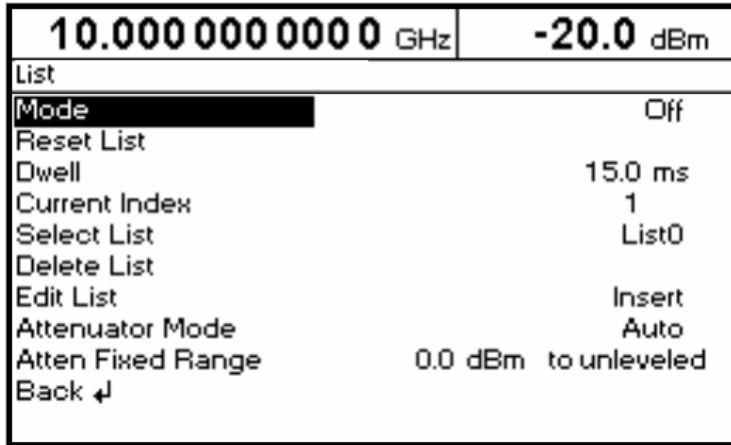 10.000 000 000 0 GHz -20.0 dBm
List
Mode Off
Reset List
Dwell 15.0 ms
Current Index 1
Select List List0
Delete List
Edit List Insert
Attenuator Mode Auto
Atten Fixed Range 0.0 dBm to unleveled
Back ↲